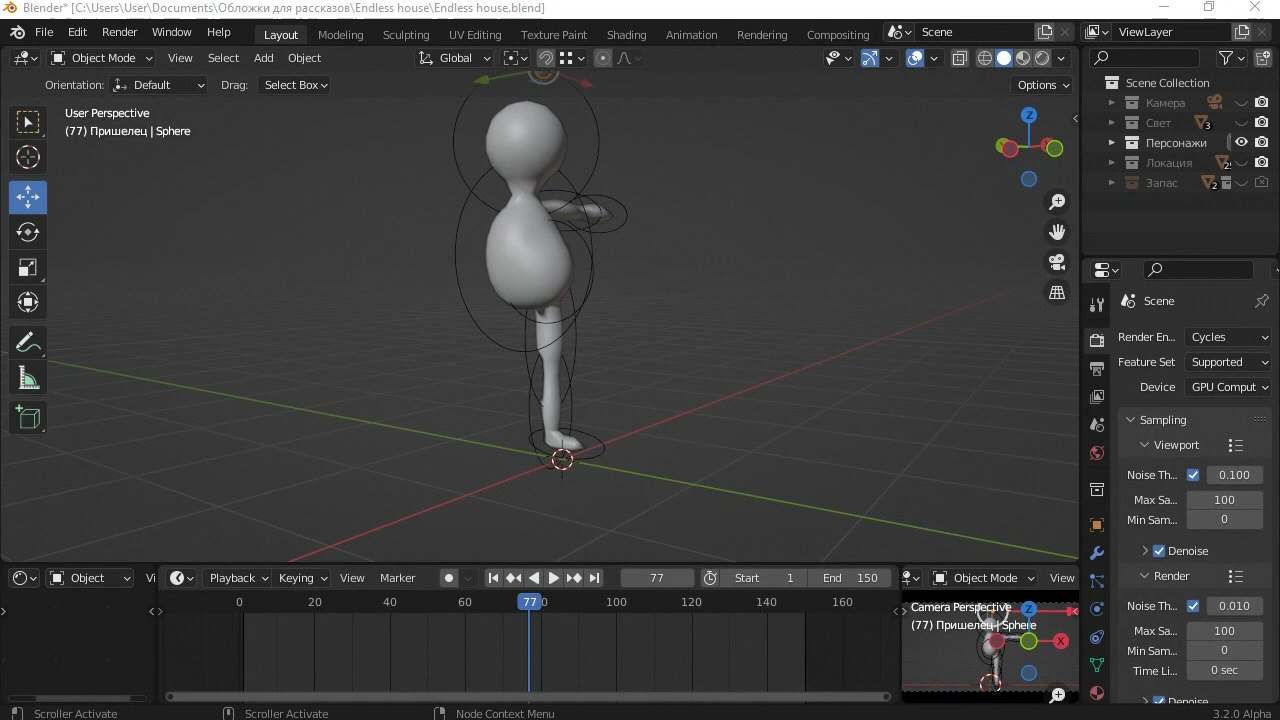 Blender* [C:\Users\User\Documents\Обложки для рассказов\Endless house\Endless house.blend]
File Edit Render Window Help Layout Modeling Sculpting UV Editing Texture Paint Shading Animation Rendering Compositing Scene ViewLayer
Object Mode View Select Add Object Global
Orientation: Default Drag: Select Box Options
User Perspective
(77) Пришелец | Sphere
Z
Scene Collection
Камера
Свет 3
Персонажи
Локация
Запас 2
Scene
Render En... Cycles
Feature Set Supported
Device GPU Comput
Sampling
Viewport
Noise Th... 0.100
Max Sa... 100
Min Sam... 0
Denoise
Render
Noise Th... 0.010
Max Sa... 100
Min Sam... 0
Time Li... 0 sec
Denoise
Object Playback Keying View Marker 77 Start 1 End 150
0 20 40 60 77 100 120 140 160
Object Mode View
Camera Perspective
(77) Пришелец | Sphere
Z
X
Scroller Activate Scroller Activate Node Context Menu 3.2.0 Alpha